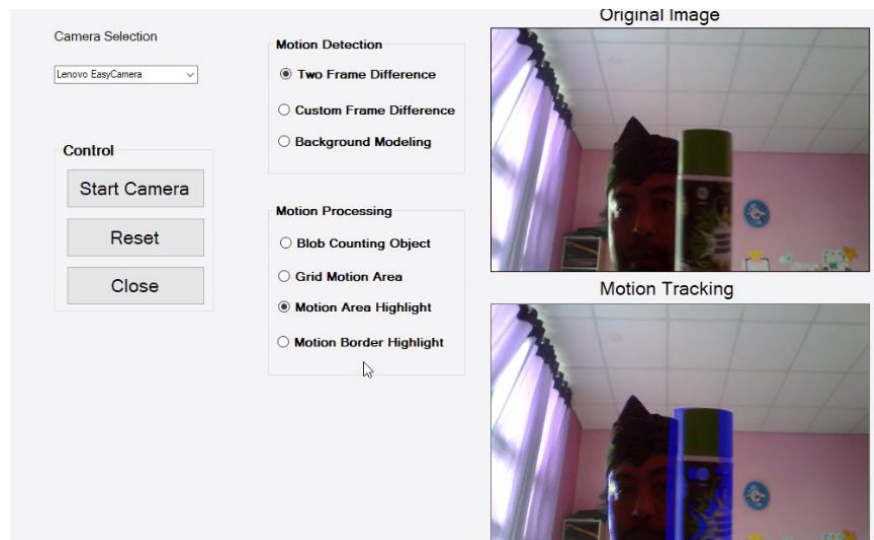 Camera Selection
Lenovo EasyCamera
Control
Start Camera
Reset
Close
Motion Detection
Two Frame Difference
Custom Frame Difference
Background Modeling
Motion Processing
Blob Counting Object
Grid Motion Area
Motion Area Highlight
Motion Border Highlight
Original Image
Motion Tracking